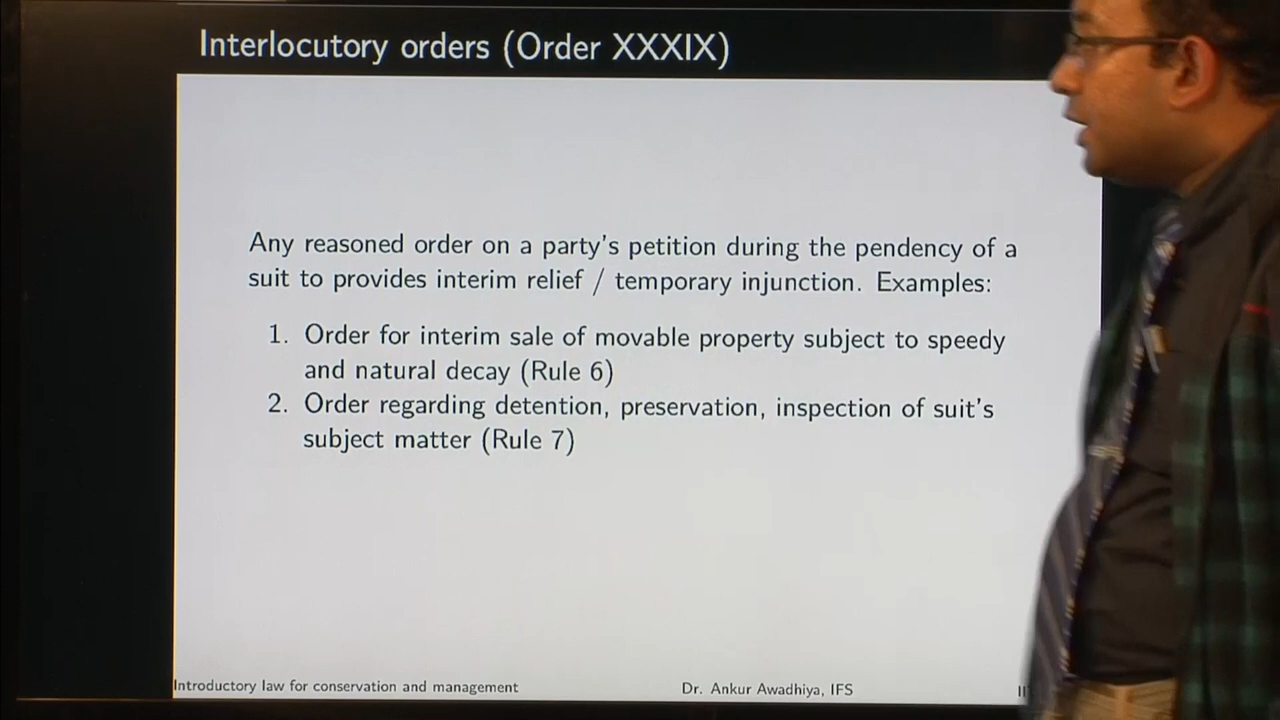 Interlocutory orders (Order XXXIX)
Any reasoned order on a party's petition during the pendency of a
suit to provides interim relief / temporary injunction. Examples:
1. Order for interim sale of movable property subject to speedy
and natural decay (Rule 6)
2. Order regarding detention, preservation, inspection of suit's
subject matter (Rule 7)
Introductory law for conservation and management Dr. Ankur Awadhiya, IFS